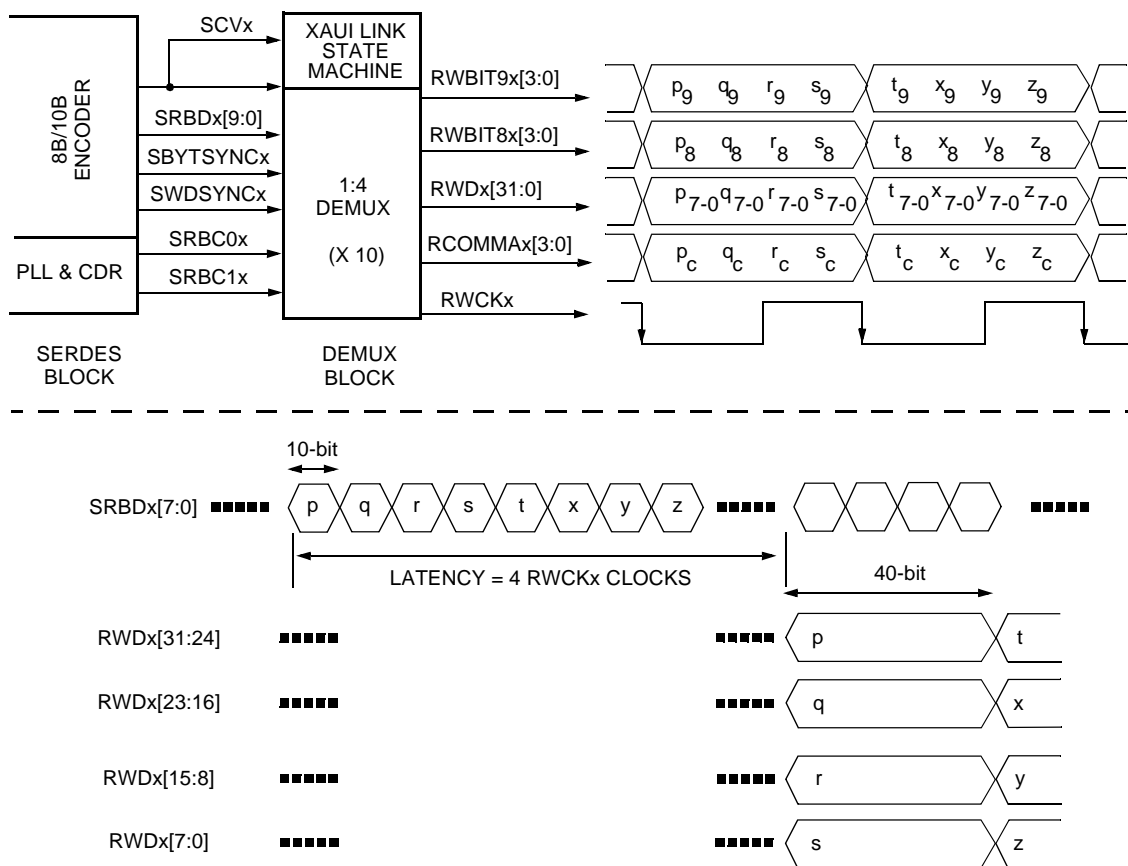 SCVx
XAUI LINK
STATE
MACHINE
8B/10B
ENCODER
SRBDx[9:0]
SBYTSYNCx
SWDSYNCx
SRBC0x
SRBC1x
PLL & CDR
1:4
DEMUX
(X 10)
RWBIT9x[3:0]
RWBIT8x[3:0]
RWDx[31:0]
RCOMMAx[3:0]
RWCKx
p9 q9 r9 s9 t9 x9 y9 z9
p8 q8 r8 s8 t8 x8 y8 z8
p7-0 q7-0 r7-0 s7-0 t7-0 x7-0 y7-0 z7-0
pc qc rc sc tc xc yc zc
SERDES
BLOCK
DEMUX
BLOCK
10-bit
SRBDx[7:0] p q r s t x y z
LATENCY = 4 RWCKx CLOCKS
40-bit
RWDx[31:24] p t
RWDx[23:16] q x
RWDx[15:8] r y
RWDx[7:0] s z